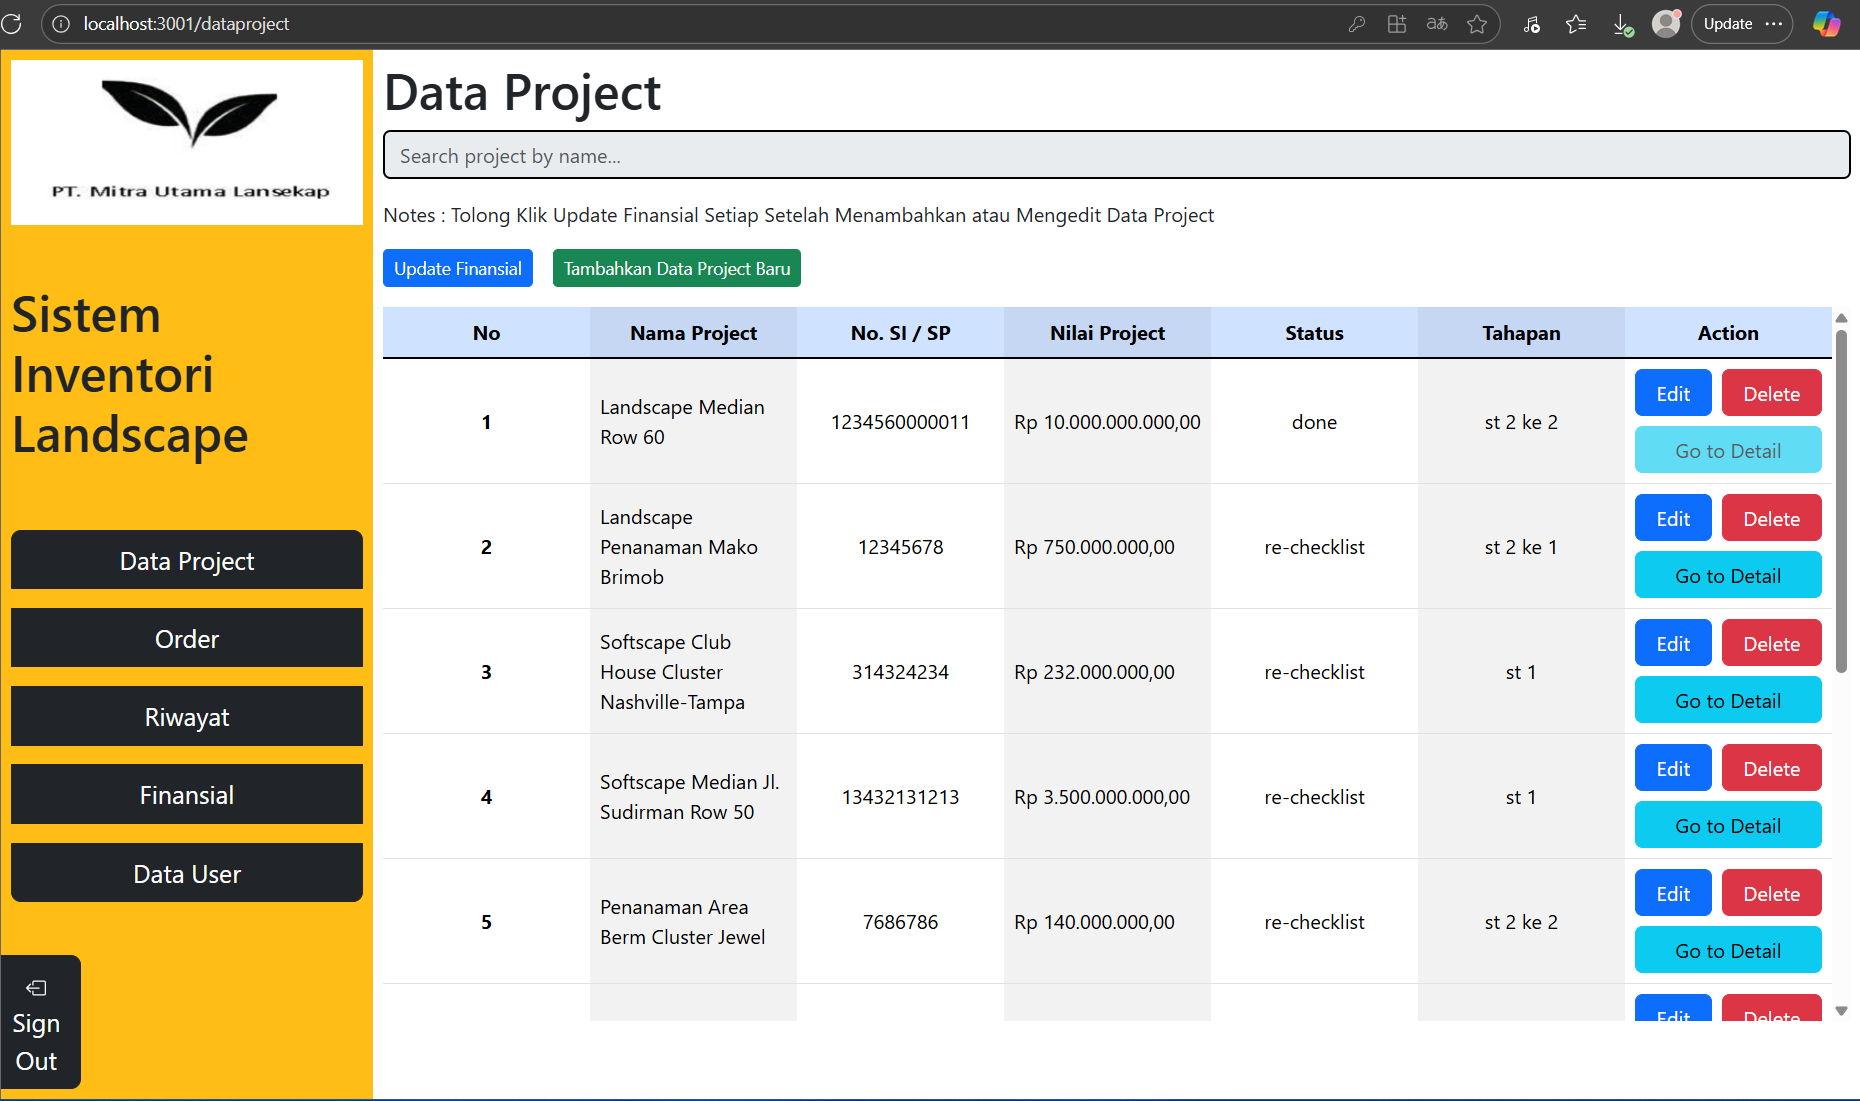 localhost:3001/dataproject
Update
PT. Mitra Utama Lansekap
Sistem
Inventori
Landscape
Data Project
Order
Riwayat
Finansial
Data User
Sign
Out
Data Project
Search project by name...
Notes : Tolong Klik Update Finansial Setiap Setelah Menambahkan atau Mengedit Data Project
Update Finansial Tambahkan Data Project Baru
No Nama Project No. SI / SP Nilai Project Status Tahapan Action
1 Landscape Median Row 60 1234560000011 Rp 10.000.000.000,00 done st 2 ke 2 Edit Delete
Go to Detail
2 Landscape Penanaman Mako Brimob 12345678 Rp 750.000.000,00 re-checklist st 2 ke 1 Edit Delete
Go to Detail
3 Softscape Club House Cluster Nashville-Tampa 314324234 Rp 232.000.000,00 re-checklist st 1 Edit Delete
Go to Detail
4 Softscape Median Jl. Sudirman Row 50 13432131213 Rp 3.500.000.000,00 re-checklist st 1 Edit Delete
Go to Detail
5 Penanaman Area Berm Cluster Jewel 7686786 Rp 140.000.000,00 re-checklist st 2 ke 2 Edit Delete
Go to Detail
Edit Delete